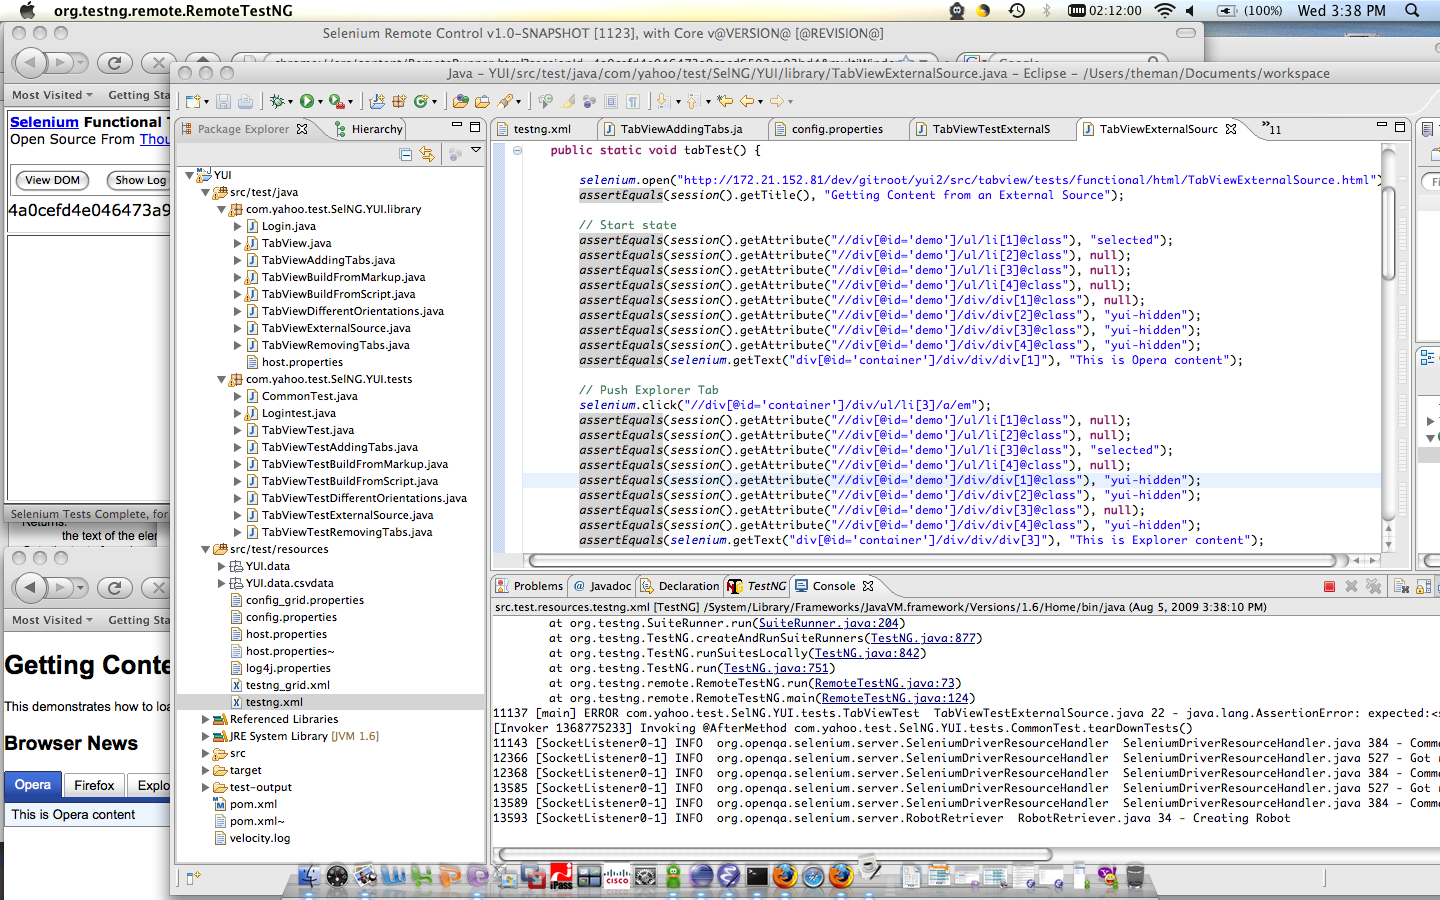 org.testng.remote.RemoteTestNG
02:12:00
(100%)
Wed 3:38 PM
Selenium Remote Control v1.0-SNAPSHOT [1123], with Core v@VERSION@ [@REVISION@]
Java – YUI/src/test/java/com/yahoo/test/SelNG/YUI/library/TabViewExternalSource.java – Eclipse – /Users/theman/Documents/workspace
Most Visited
Getting Sta
Selenium Functional T
Open Source From Thou
View DOM
Show Log
4a0cefd4e046473a9
Selenium Tests Complete, for
Returns:
the text of the eler
Most Visited
Getting Sta
Getting Conte
This demonstrates how to loa
Browser News
Opera
Firefox
Explo
This is Opera content
Package Explorer
Hierarchy
YUI
src/test/java
com.yahoo.test.SelNG.YUI.library
Login.java
TabView.java
TabViewAddingTabs.java
TabViewBuildFromMarkup.java
TabViewBuildFromScript.java
TabViewDifferentOrientations.java
TabViewExternalSource.java
TabViewRemovingTabs.java
host.properties
com.yahoo.test.SelNG.YUI.tests
CommonTest.java
Logintest.java
TabViewTest.java
TabViewTestAddingTabs.java
TabViewTestBuildFromMarkup.java
TabViewTestBuildFromScript.java
TabViewTestDifferentOrientations.java
TabViewTestExternalSource.java
TabViewTestRemovingTabs.java
src/test/resources
YUI.data
YUI.data.csvdata
config_grid.properties
config.properties
host.properties
host.properties~
log4j.properties
testng_grid.xml
testng.xml
Referenced Libraries
JRE System Library [JVM 1.6]
src
target
test-output
pom.xml
pom.xml~
velocity.log
testng.xml
TabViewAddingTabs.ja
config.properties
TabViewTestExternalS
TabViewExternalSourc
»11
public static void tabTest() {
selenium.open("http://172.21.152.81/dev/gitroot/yui2/src/tabview/tests/functional/html/TabViewExternalSource.html")
assertEquals(session().getTitle(), "Getting Content from an External Source");
// Start state
assertEquals(session().getAttribute("//div[@id='demo']/ul/li[1]@class"), "selected");
assertEquals(session().getAttribute("//div[@id='demo']/ul/li[2]@class"), null);
assertEquals(session().getAttribute("//div[@id='demo']/ul/li[3]@class"), null);
assertEquals(session().getAttribute("//div[@id='demo']/ul/li[4]@class"), null);
assertEquals(session().getAttribute("//div[@id='demo']/div/div[1]@class"), null);
assertEquals(session().getAttribute("//div[@id='demo']/div/div[2]@class"), "yui-hidden");
assertEquals(session().getAttribute("//div[@id='demo']/div/div[3]@class"), "yui-hidden");
assertEquals(session().getAttribute("//div[@id='demo']/div/div[4]@class"), "yui-hidden");
assertEquals(selenium.getText("div[@id='container']/div/div/div[1]"), "This is Opera content");
// Push Explorer Tab
selenium.click("//div[@id='container']/div/ul/li[3]/a/em");
assertEquals(session().getAttribute("//div[@id='demo']/ul/li[1]@class"), null);
assertEquals(session().getAttribute("//div[@id='demo']/ul/li[2]@class"), null);
assertEquals(session().getAttribute("//div[@id='demo']/ul/li[3]@class"), "selected");
assertEquals(session().getAttribute("//div[@id='demo']/ul/li[4]@class"), null);
assertEquals(session().getAttribute("//div[@id='demo']/div/div[1]@class"), "yui-hidden");
assertEquals(session().getAttribute("//div[@id='demo']/div/div[2]@class"), "yui-hidden");
assertEquals(session().getAttribute("//div[@id='demo']/div/div[3]@class"), null);
assertEquals(session().getAttribute("//div[@id='demo']/div/div[4]@class"), "yui-hidden");
assertEquals(selenium.getText("div[@id='container']/div/div/div[3]"), "This is Explorer content");
Problems
@ Javadoc
Declaration
TestNG
Console
src.test.resources.testng.xml [TestNG] /System/Library/Frameworks/JavaVM.framework/Versions/1.6/Home/bin/java (Aug 5, 2009 3:38:10 PM)
at org.testng.SuiteRunner.run(SuiteRunner.java:204)
at org.testng.TestNG.createAndRunSuiteRunners(TestNG.java:877)
at org.testng.TestNG.runSuitesLocally(TestNG.java:842)
at org.testng.TestNG.run(TestNG.java:751)
at org.testng.remote.RemoteTestNG.run(RemoteTestNG.java:73)
at org.testng.remote.RemoteTestNG.main(RemoteTestNG.java:124)
11137 [main] ERROR com.yahoo.test.SelNG.YUI.tests.TabViewTest TabViewTestExternalSource.java 22 - java.lang.AssertionError: expected:<s
[Invoker 1368775233] Invoking @AfterMethod com.yahoo.test.SelNG.YUI.tests.CommonTest.tearDownTests()
11143 [SocketListener0-1] INFO org.openqa.selenium.server.SeleniumDriverResourceHandler SeleniumDriverResourceHandler.java 384 - Comm
12366 [SocketListener0-1] INFO org.openqa.selenium.server.SeleniumDriverResourceHandler SeleniumDriverResourceHandler.java 527 - Got r
12368 [SocketListener0-1] INFO org.openqa.selenium.server.SeleniumDriverResourceHandler SeleniumDriverResourceHandler.java 384 - Comm
13585 [SocketListener0-1] INFO org.openqa.selenium.server.SeleniumDriverResourceHandler SeleniumDriverResourceHandler.java 527 - Got r
13589 [SocketListener0-1] INFO org.openqa.selenium.server.SeleniumDriverResourceHandler SeleniumDriverResourceHandler.java 384 - Comm
13593 [SocketListener0-1] INFO org.openqa.selenium.server.RobotRetriever RobotRetriever.java 34 - Creating Robot
iPass
CISCO